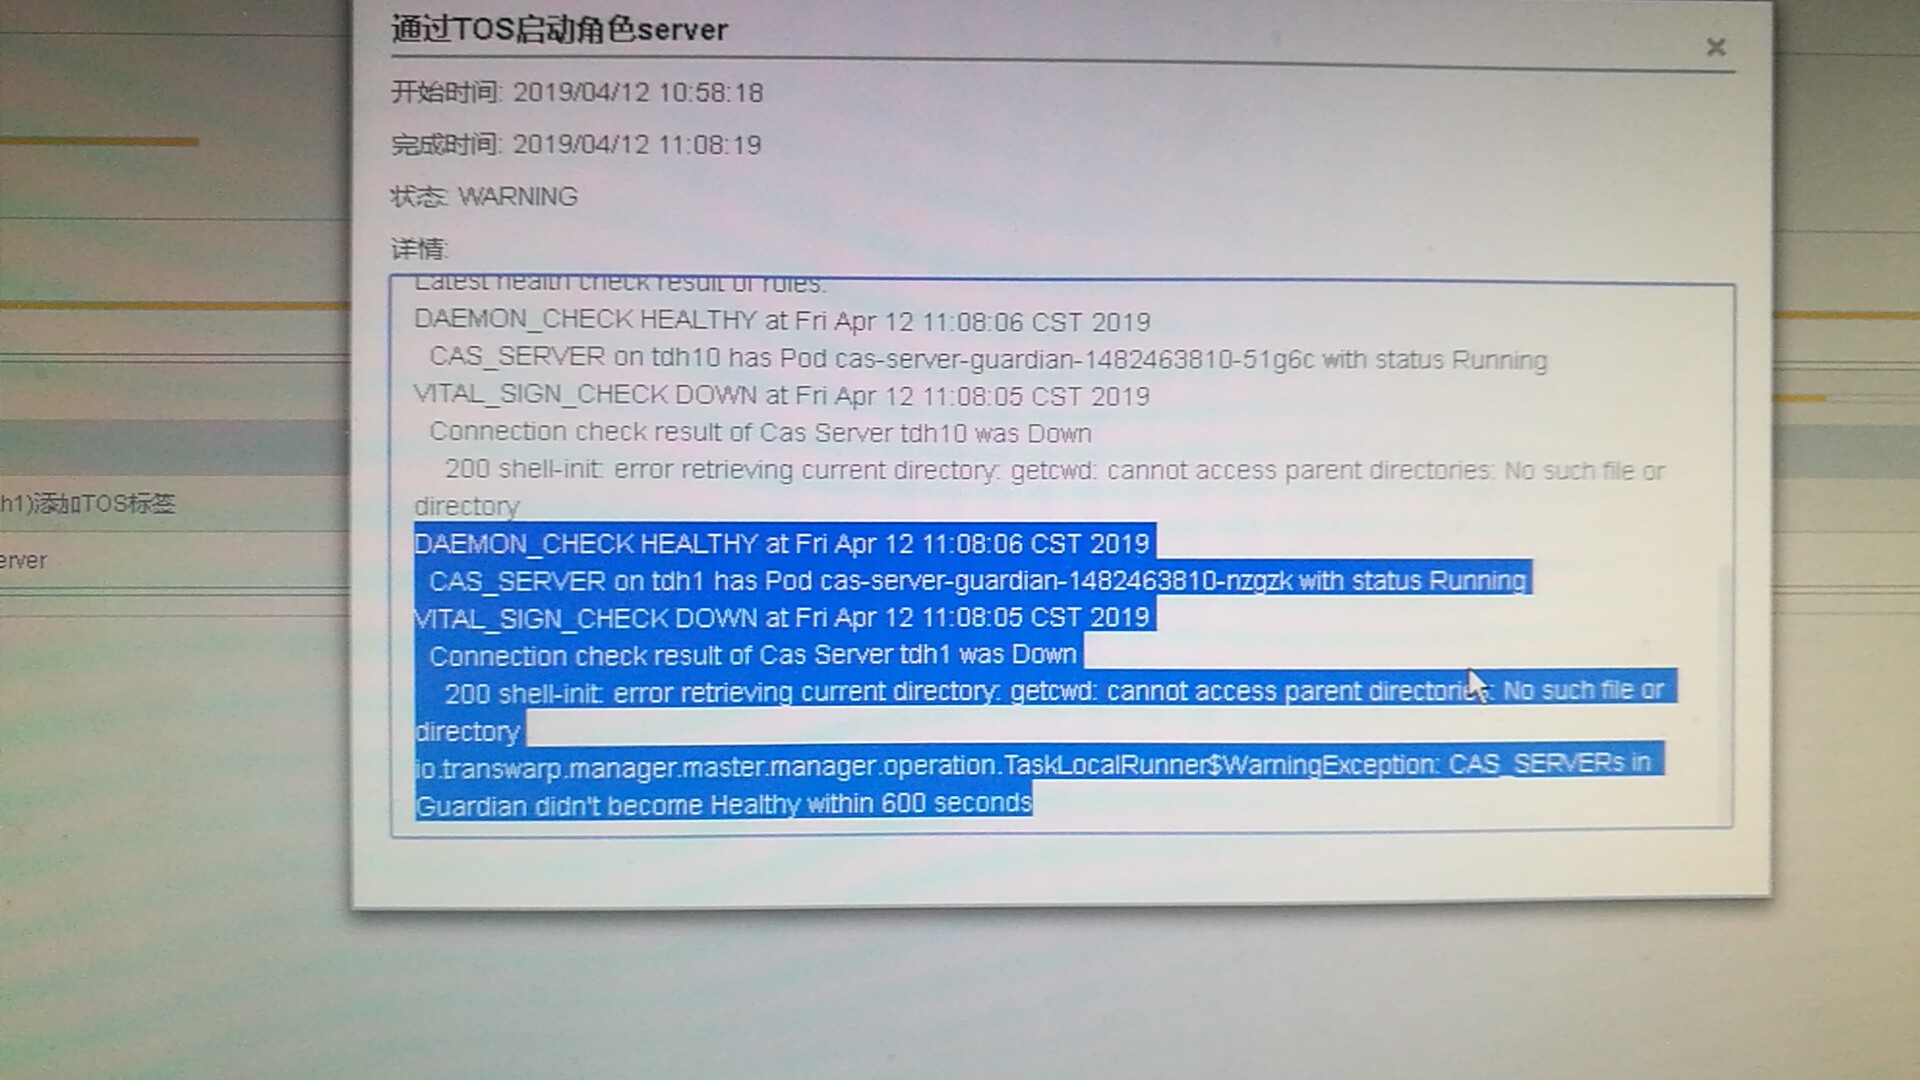 通过TOS启动角色server
×
开始时间: 2019/04/12 10:58:18
完成时间: 2019/04/12 11:08:19
状态: WARNING
详情:
Latest health check result of roles:
DAEMON_CHECK HEALTHY at Fri Apr 12 11:08:06 CST 2019
CAS_SERVER on tdh10 has Pod cas-server-guardian-1482463810-51g6c with status Running
VITAL_SIGN_CHECK DOWN at Fri Apr 12 11:08:05 CST 2019
Connection check result of Cas Server tdh10 was Down
200 shell-init: error retrieving current directory: getcwd: cannot access parent directories: No such file or
directory
DAEMON_CHECK HEALTHY at Fri Apr 12 11:08:06 CST 2019
CAS_SERVER on tdh1 has Pod cas-server-guardian-1482463810-nzgzk with status Running
VITAL_SIGN_CHECK DOWN at Fri Apr 12 11:08:05 CST 2019
Connection check result of Cas Server tdh1 was Down
200 shell-init: error retrieving current directory: getcwd: cannot access parent directories: No such file or
directory
io.transwarp.manager.master.manager.operation.TaskLocalRunner$WarningException: CAS_SERVERs in
Guardian didn't become Healthy within 600 seconds
h1)添加TOS标签
erver